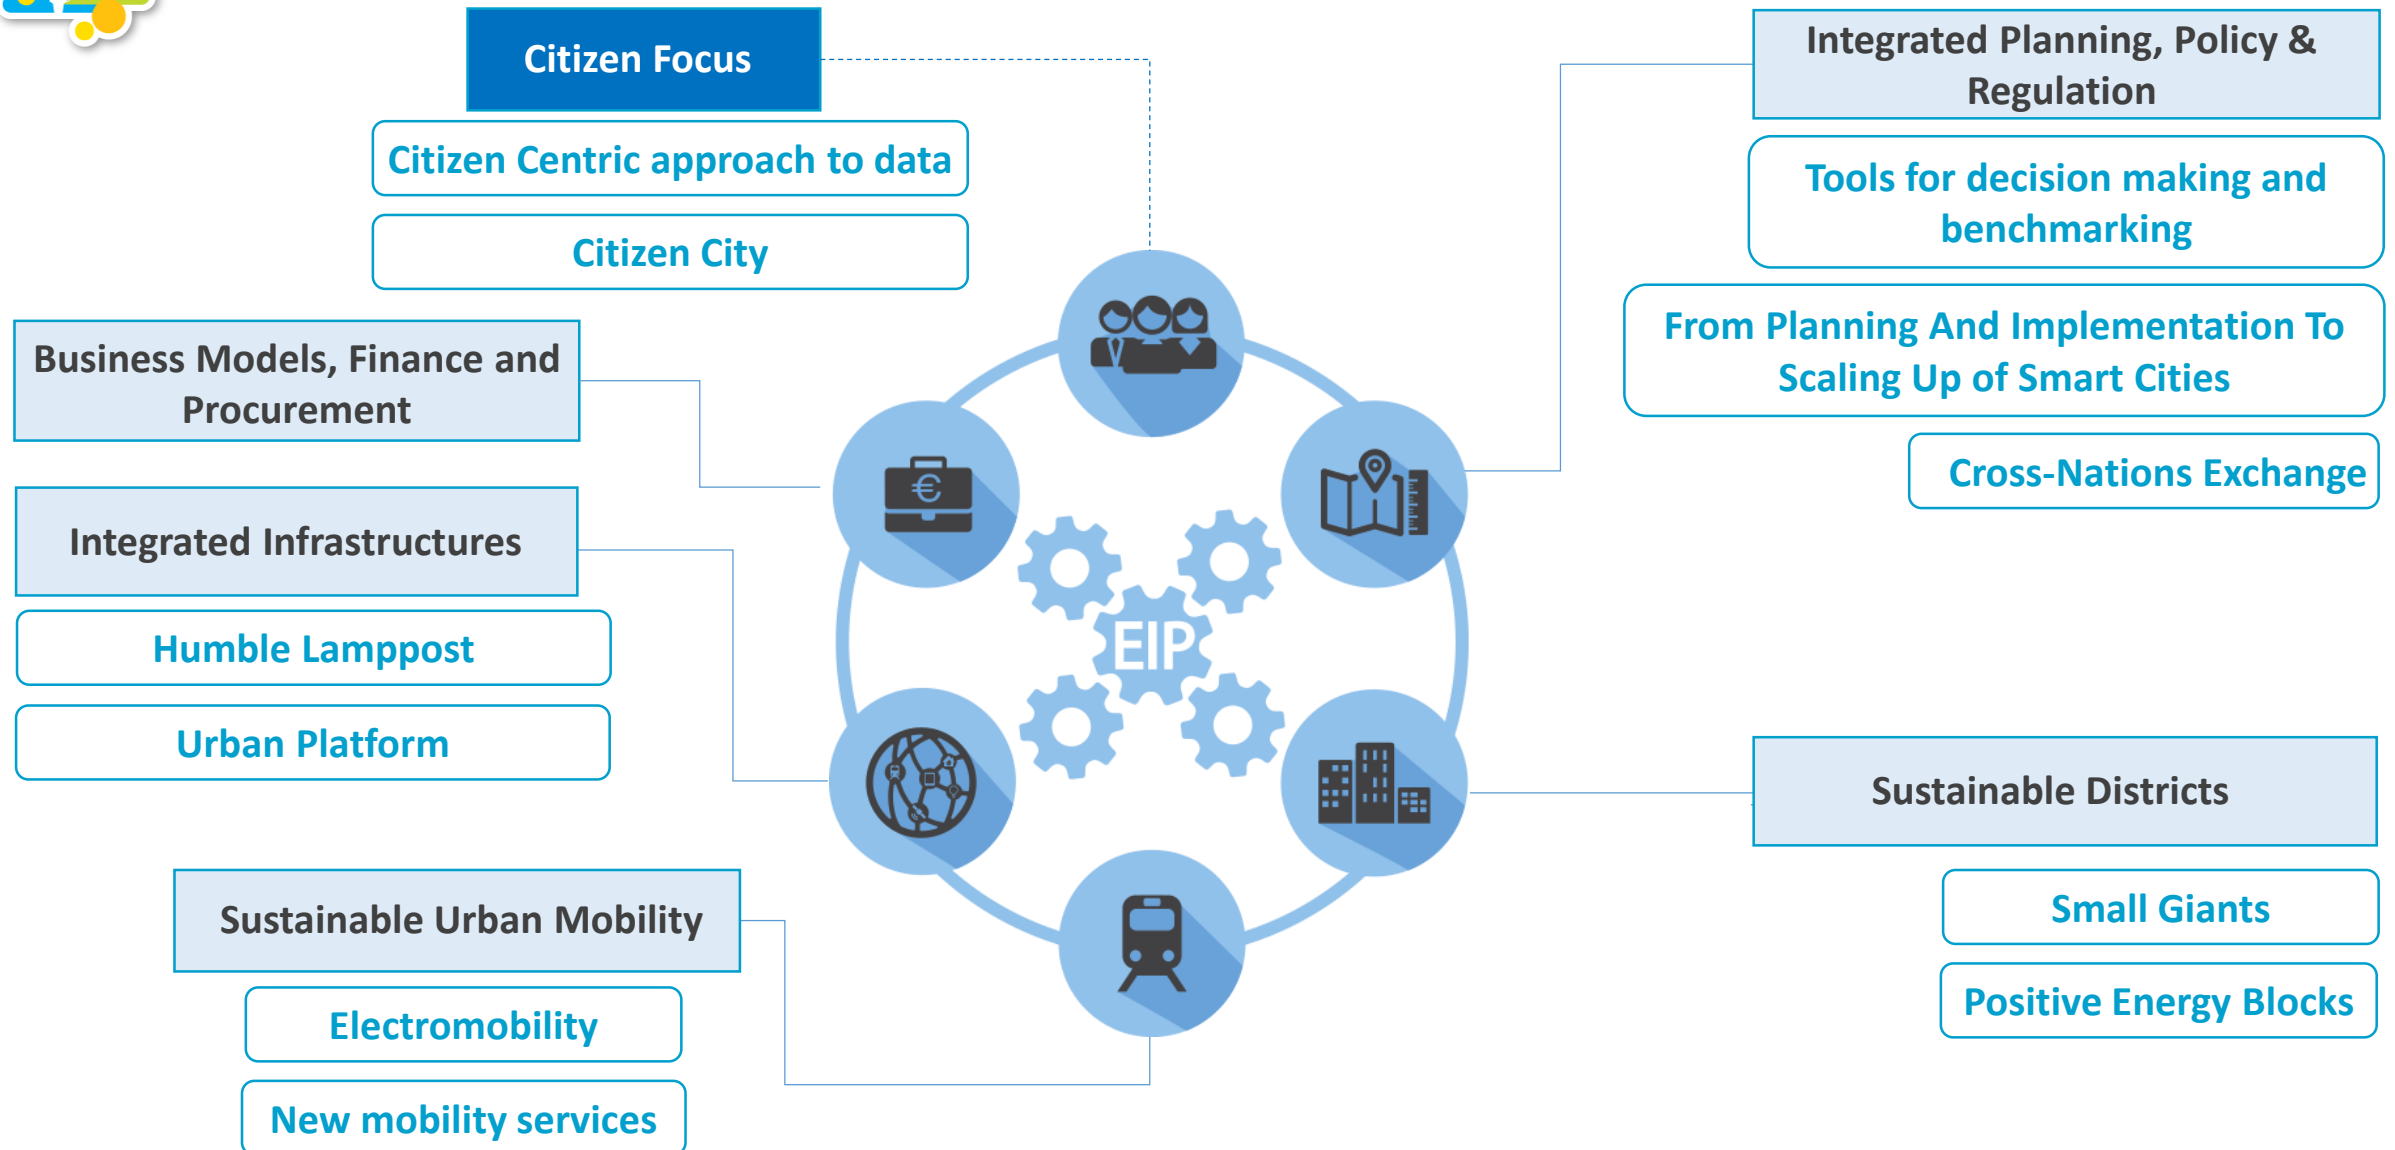 Citizen Focus
Citizen Centric approach to data
Citizen City
Business Models, Finance and
Procurement
Integrated Infrastructures
Humble Lamppost
Urban Platform
Sustainable Urban Mobility
Electromobility
New mobility services
€
EIP
Integrated Planning, Policy &
Regulation
Tools for decision making and
benchmarking
From Planning And Implementation To
Scaling Up of Smart Cities
Cross-Nations Exchange
Sustainable Districts
Small Giants
Positive Energy Blocks